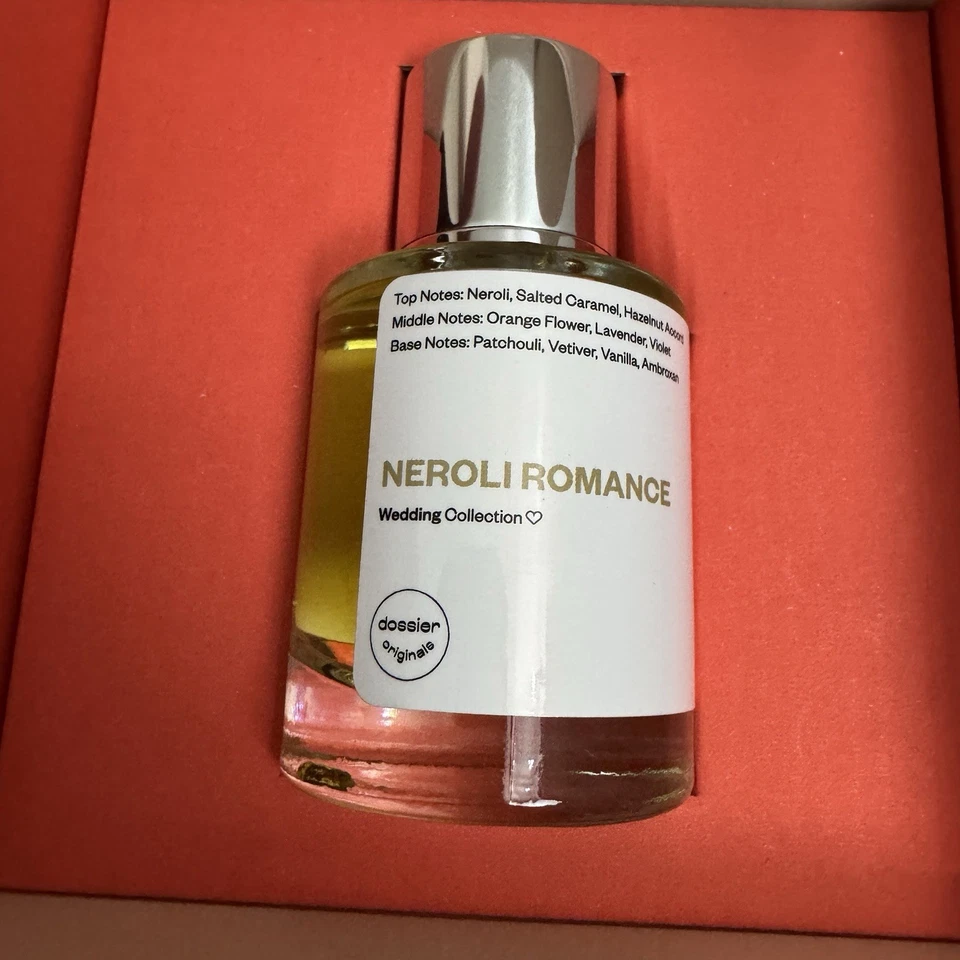 Top Notes: Neroli, Salted Caramel, Hazelnut Accord
Middle Notes: Orange Flower, Lavender, Violet
Base Notes: Patchouli, Vetiver, Vanilla, Ambroxan
NEROLI ROMANCE
Wedding Collection♡
dossier
originals